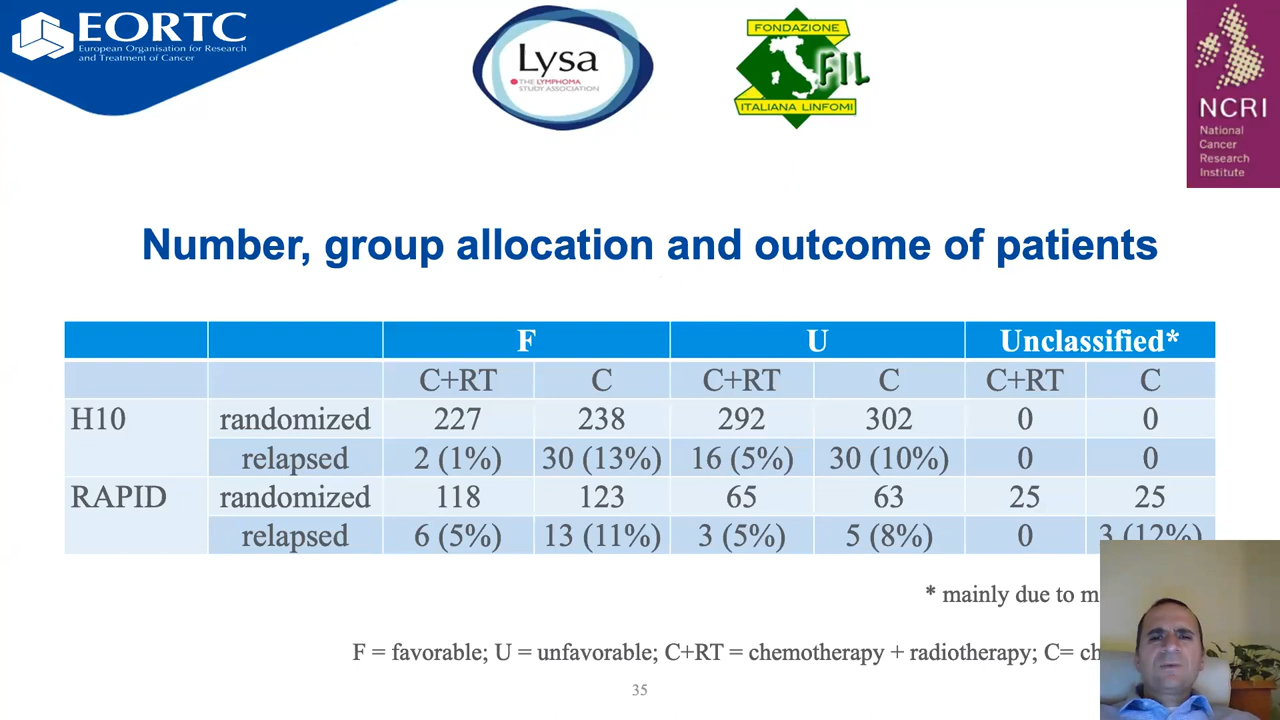 EORTC
European Organisation for Research
and Treatment of Cancer
Lysa
THE LYMPHOMA
STUDY ASSOCIATION
FONDAZIONE
FIL
ITALIANA LINFOMI
NCRI
National
Cancer
Research
Institute
Number, group allocation and outcome of patients
F U Unclassified*
C+RT C C+RT C C+RT C
H10 randomized 227 238 292 302 0 0
relapsed 2 (1%) 30 (13%) 16 (5%) 30 (10%) 0 0
RAPID randomized 118 123 65 63 25 25
relapsed 6 (5%) 13 (11%) 3 (5%) 5 (8%) 0 3 (12%)
* mainly due to
F = favorable; U = unfavorable; C+RT = chemotherapy + radiotherapy; C=
35